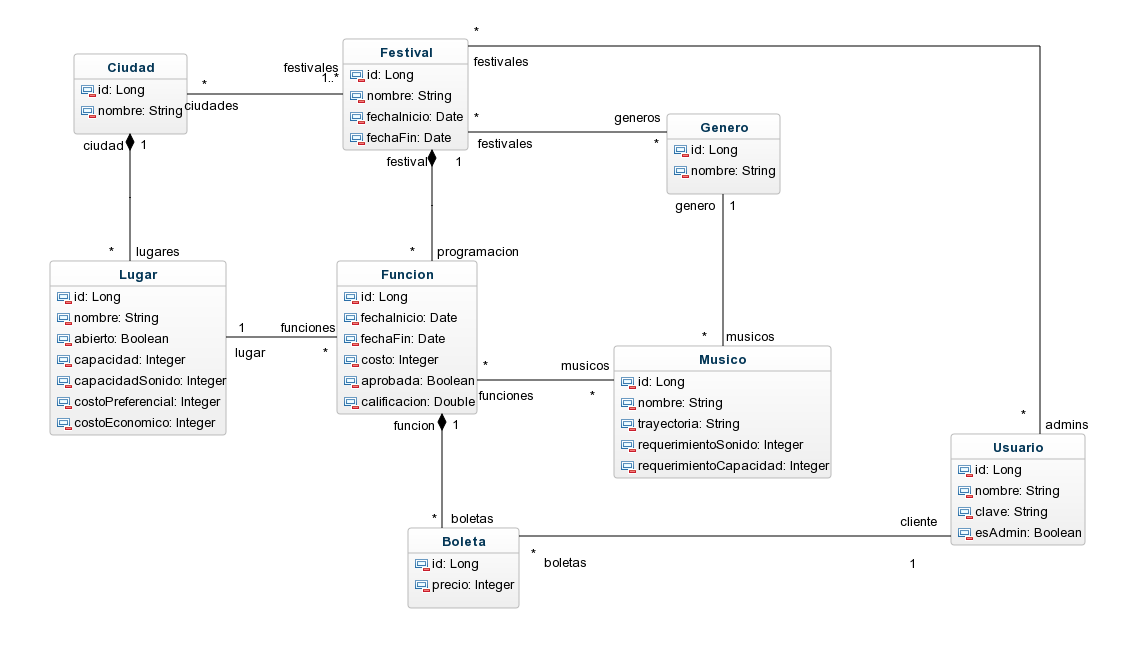 Ciudad
id: Long
nombre: String
*
ciudades
festivales
1..*
Festival
id: Long
nombre: String
fechaInicio: Date
fechaFin: Date
*
festivales
*
festivales
generos
*
Genero
id: Long
nombre: String
ciudad
1
festival
1
genero
1
*
lugares
*
programacion
Lugar
id: Long
nombre: String
abierto: Boolean
capacidad: Integer
capacidadSonido: Integer
costoPreferencial: Integer
costoEconomico: Integer
1
lugar
funciones
*
Funcion
id: Long
fechaInicio: Date
fechaFin: Date
costo: Integer
aprobada: Boolean
calificacion: Double
*
funciones
musicos
*
*
musicos
Musico
id: Long
nombre: String
trayectoria: String
requerimientoSonido: Integer
requerimientoCapacidad: Integer
*
admins
Usuario
id: Long
nombre: String
clave: String
esAdmin: Boolean
funcion
1
*
boletas
Boleta
id: Long
precio: Integer
*
boletas
cliente
1